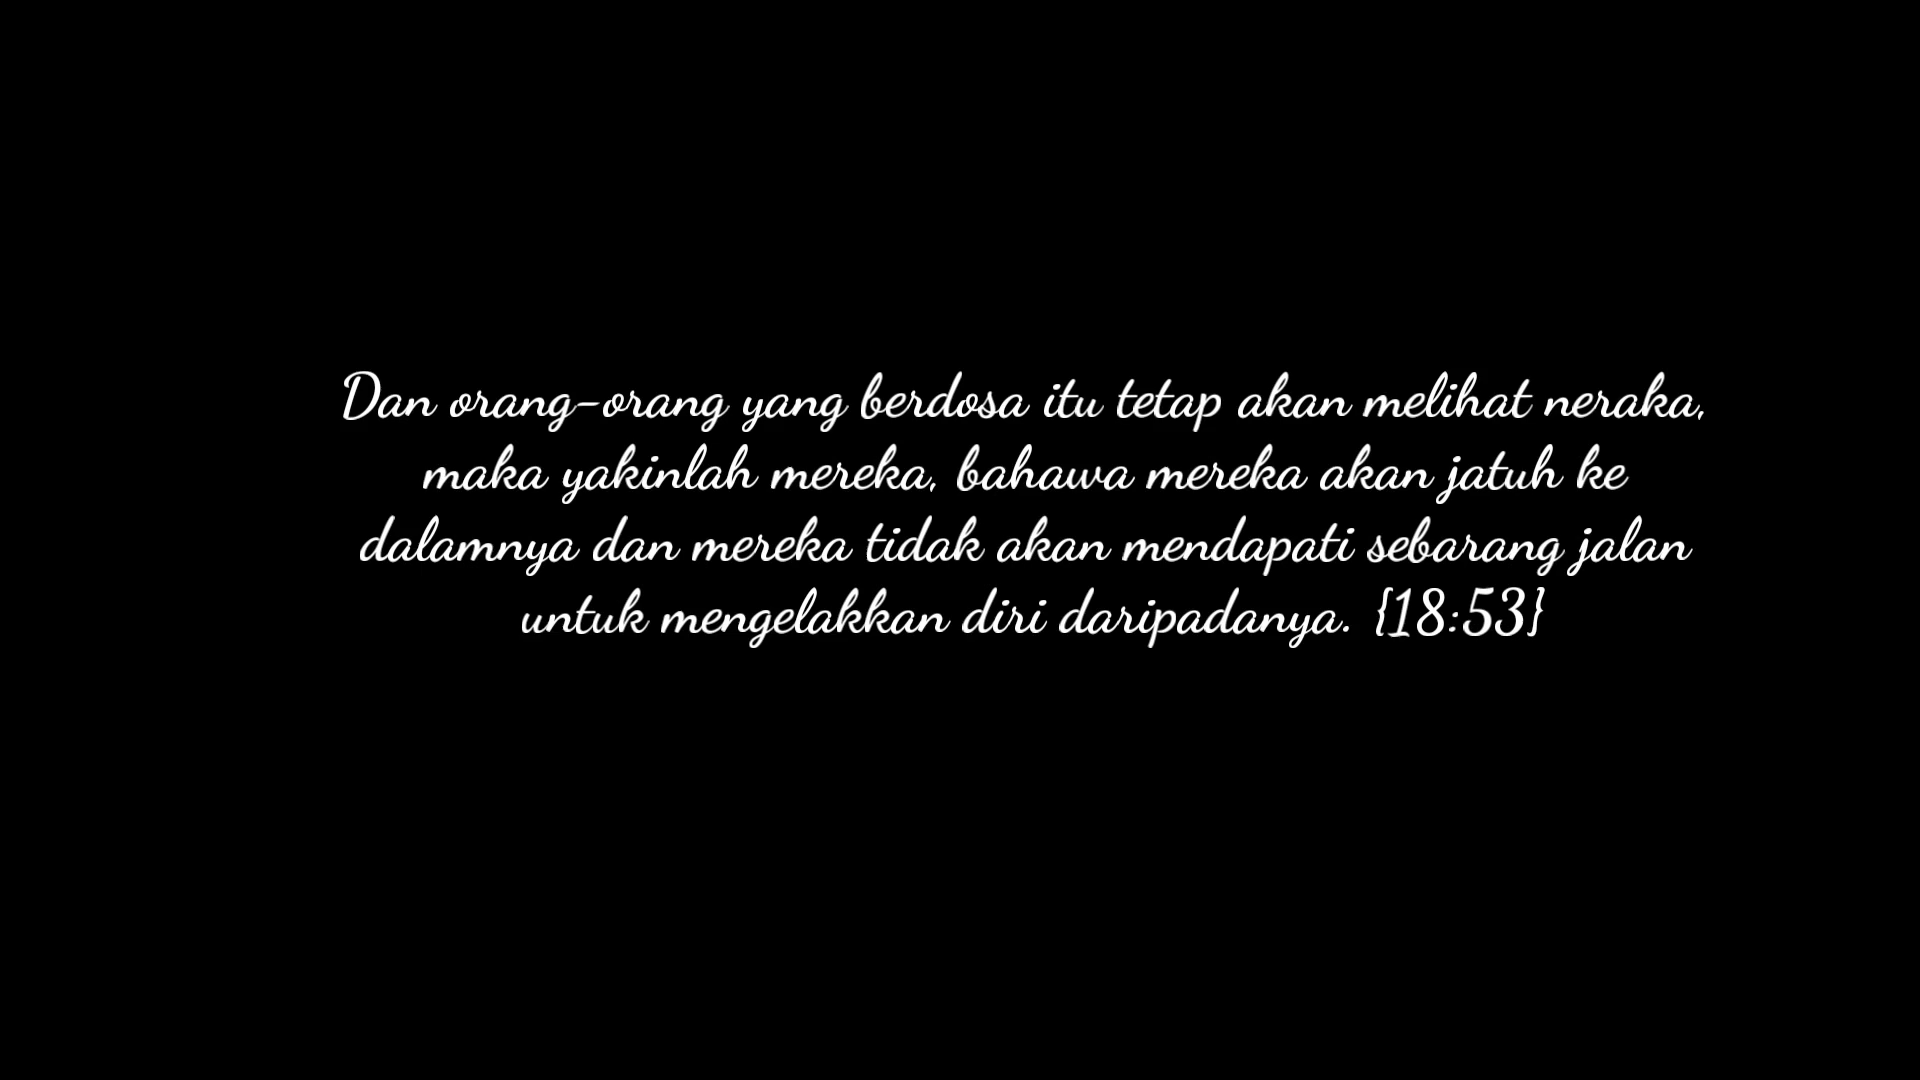 Dan orang-orang yang berdosa itu tetap akan melihat neraka,
maka yakinlah mereka, bahawa mereka akan jatuh ke
dalamnya dan mereka tidak akan mendapati sebarang jalan
untuk mengelakkan diri daripadanya. {18:53}